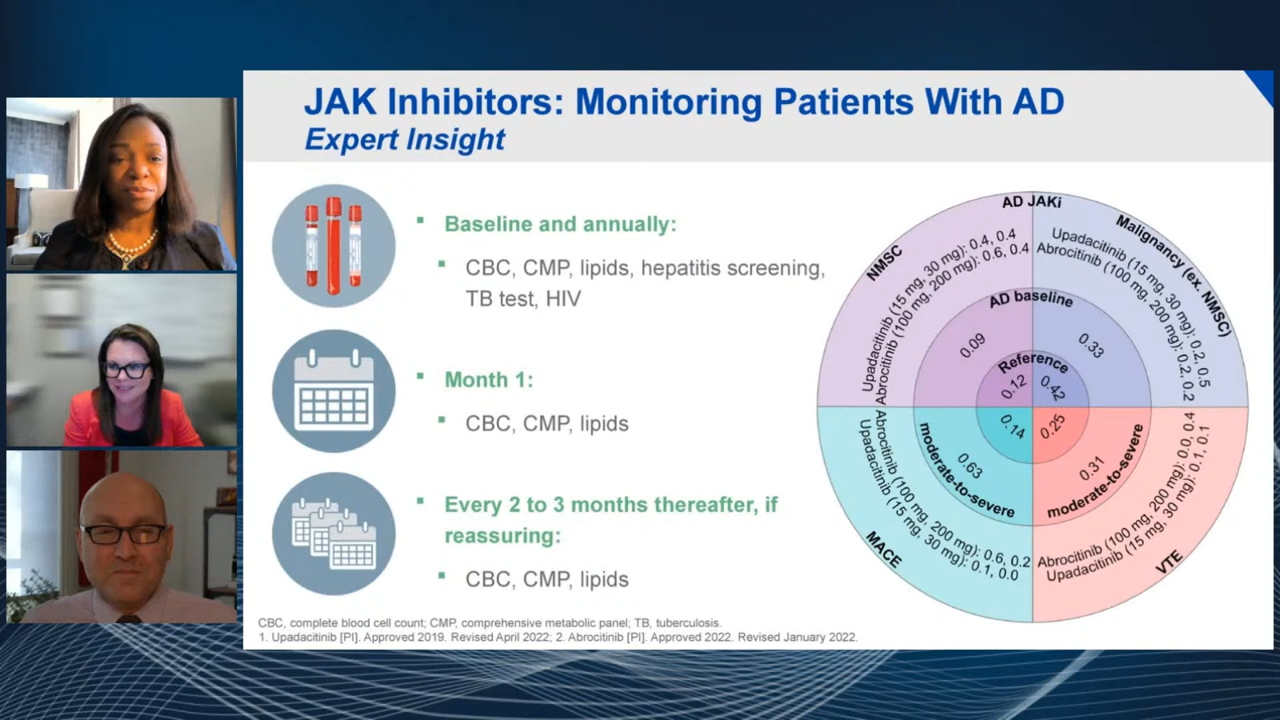 JAK Inhibitors: Monitoring Patients With AD
Expert Insight
Baseline and annually:
CBC, CMP, lipids, hepatitis screening,
TB test, HIV
Month 1:
CBC, CMP, lipids
Every 2 to 3 months thereafter, if
reassuring:
CBC, CMP, lipids
AD JAKi
NMSC
Upadacitinib (15 mg, 30 mg): 0.4, 0.4
Abrocitinib (100 mg, 200 mg): 0.6, 0.4
Malignancy (ex. NMSC)
Upadacitinib (15 mg, 30 mg): 0.2, 0.5
Abrocitinib (100 mg, 200 mg): 0.2, 0.2
AD baseline
0.09
0.33
Reference
0.12
0.42
0.14
0.25
0.63
moderate-to-severe
0.31
moderate-to-severe
Abrocitinib (100 mg, 200 mg): 0.6, 0.2
Upadacitinib (15 mg, 30 mg): 0.1, 0.0
MACE
Abrocitinib (100 mg, 200 mg): 0.0, 0.4
Upadacitinib (15 mg, 30 mg): 0.1, 0.1
VTE
CBC, complete blood cell count; CMP, comprehensive metabolic panel; TB, tuberculosis.
1. Upadacitinib [PI]. Approved 2019. Revised April 2022; 2. Abrocitinib [PI]. Approved 2022. Revised January 2022.